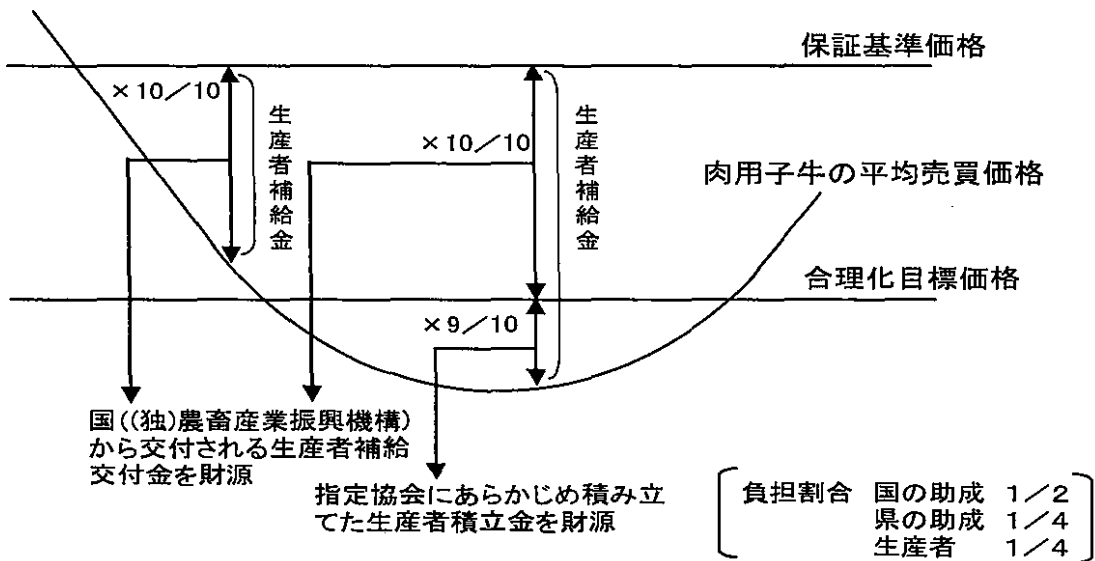 保証基準価格
×10／10
生産者補給金
×10／10
生産者補給金
肉用子牛の平均売買価格
合理化目標価格
×9／10
国((独)農畜産業振興機構)
から交付される生産者補給
交付金を財源
指定協会にあらかじめ積み立
てた生産者積立金を財源
負担割合 国の助成 1／2
県の助成 1／4
生産者 1／4